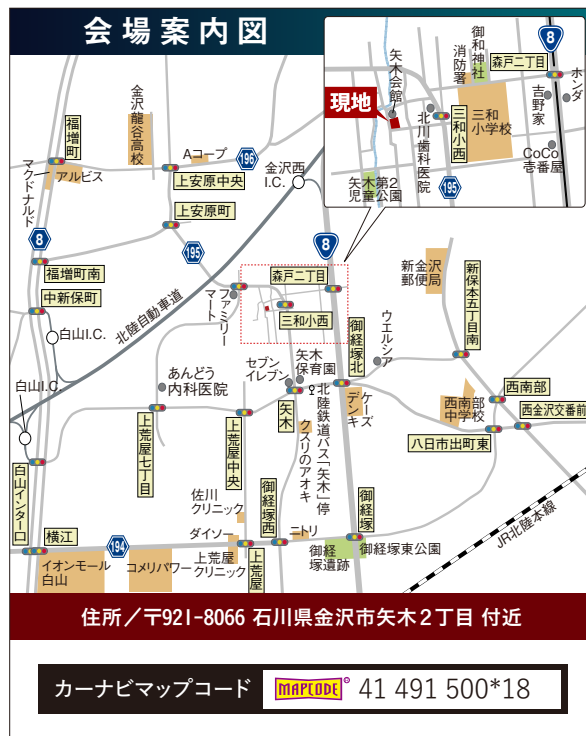 会場案内図
8
御和神社
消防署
森戸二丁目
ホンダ
矢木会館
現地
吉野家
三和小学校
三和小西
北川歯科医院
CoCo壱番屋
矢木第2
児童公園
195
金沢龍谷高校
福増町
Aコープ
196
金沢西
I.C.
マクドナルド
アルビス
上安原中央
上安原町
8
195
8
福増町南
森戸二丁目
新金沢
郵便局
新保本五丁目南
中新保町
北陸自動車道
ファミリー
マート
三和小西
御経塚北
ウエルシア
白山I.C.
あんどう
内科医院
セブン
イレブン
矢木
保育園
白山I.C.
西南部
ケーズ
デンキ
西南部
中学校
西金沢交番前
上荒屋七丁目
上荒屋中央
矢木
クスリのアオキ
北陸鉄道バス「矢木」停
八日市出町東
白山インター口
佐川
クリニック
御経塚西
御経塚
横江
194
ダイソー
ニトリ
JR北陸本線
イオンモール
白山
コメリパワー
上荒屋
クリニック
上荒屋
御経
塚遺跡
御経塚東公園
住所／〒921-8066 石川県金沢市矢木2丁目 付近
カーナビマップコード MAPCODE® 41 491 500*18